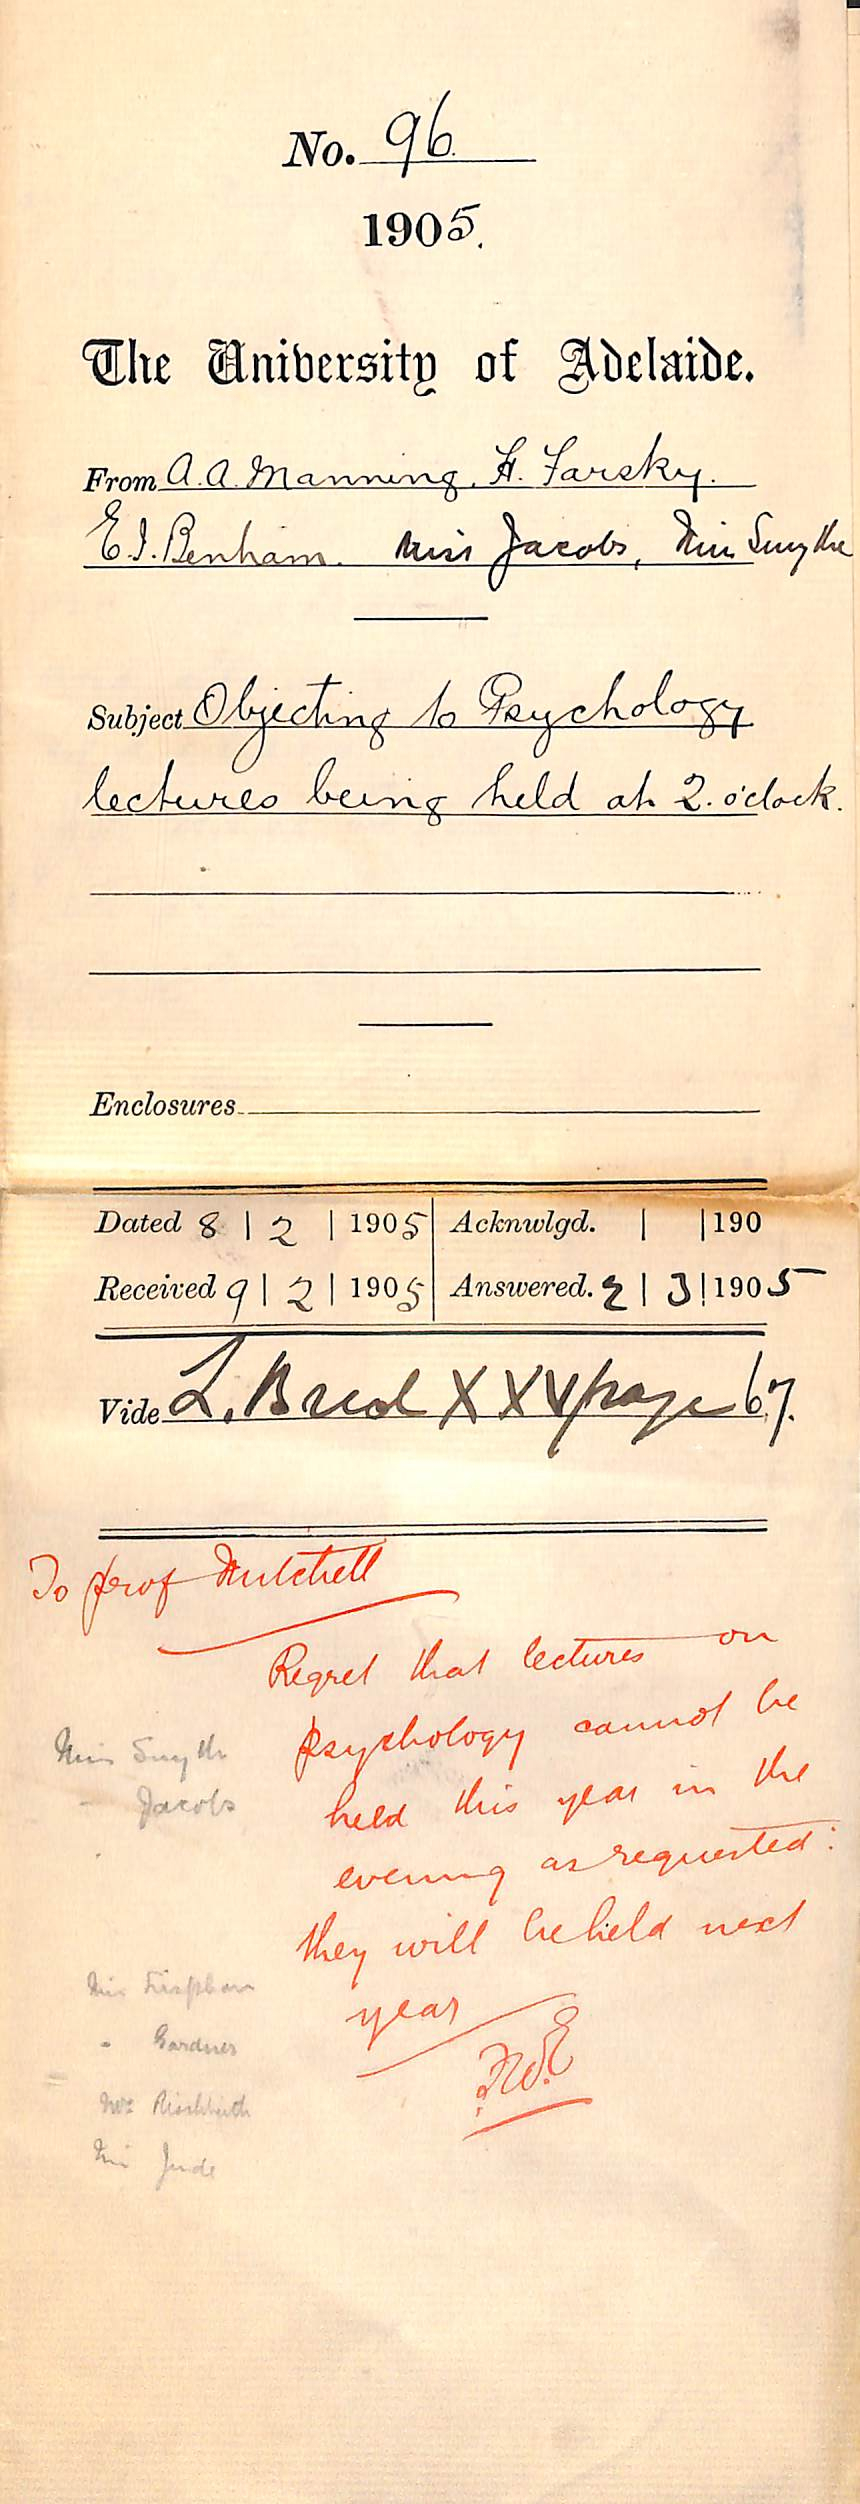 No. 96
1905.
The University of Adelaide.
From A. A. Manning. H. Farsky.
E. I. Benham. Miss Jacobs, Miss Smythe
Subject Objecting to Psychology
lectures being held at 2. o'clock.
Enclosures
Dated 8 | 2 | 1905 Acknwlgd. | | 190
Received 9 | 2 | 1905 Answered. 2 | 3 | 1905
Vide L. Book XXV page 67.
To Prof Mitchell
Regret that lectures on
psychology cannot be
held this year in the
evening as requested:
they will be held next
year
Miss Smyth
" Jacobs
Miss
" Gardner
Mr
Miss Jude